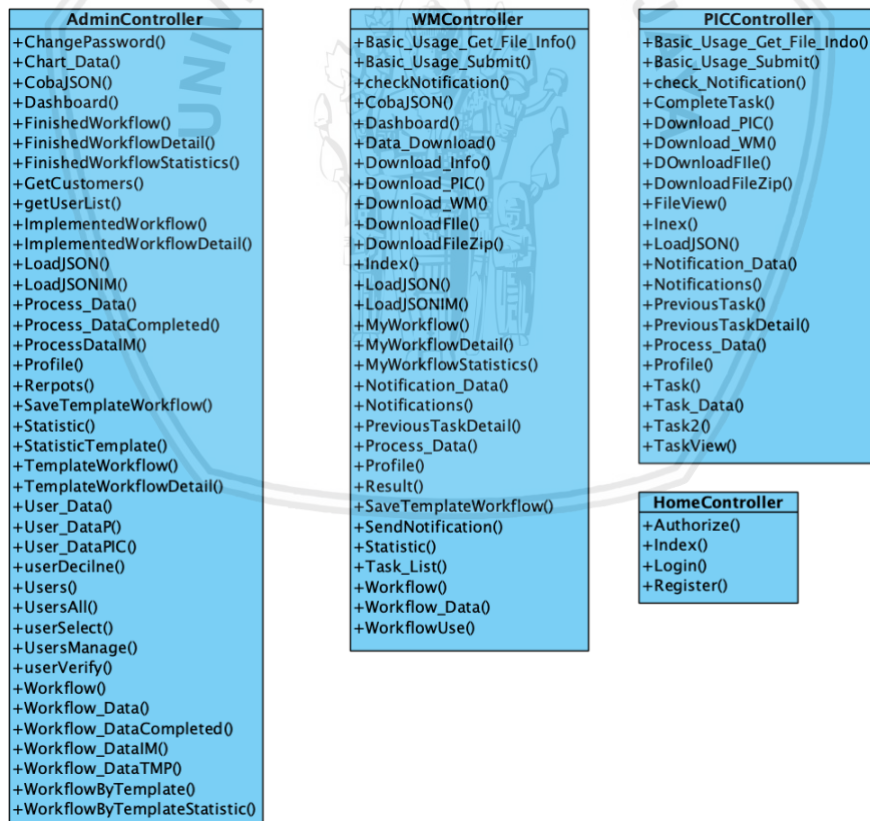 AdminController
+ChangePassword()
+Chart_Data()
+CobaJSON()
+Dashboard()
+FinishedWorkflow()
+FinishedWorkflowDetail()
+FinishedWorkflowStatistics()
+GetCustomers()
+getUserList()
+ImplementedWorkflow()
+ImplementedWorkflowDetail()
+LoadJSON()
+LoadJSONIM()
+Process_Data()
+Process_DataCompleted()
+ProcessDataIM()
+Profile()
+Rerpots()
+SaveTemplateWorkflow()
+Statistic()
+StatisticTemplate()
+TemplateWorkflow()
+TemplateWorkflowDetail()
+User_Data()
+User_DataP()
+User_DataPIC()
+userDecilne()
+Users()
+UsersAll()
+userSelect()
+UsersManage()
+userVerify()
+Workflow()
+Workflow_Data()
+Workflow_DataCompleted()
+Workflow_DataIM()
+Workflow_DataTMP()
+WorkflowByTemplate()
+WorkflowByTemplateStatistic()
WMController
+Basic_Usage_Get_File_Info()
+Basic_Usage_Submit()
+checkNotification()
+CobaJSON()
+Dashboard()
+Data_Download()
+Download_Info()
+Download_PIC()
+Download_WM()
+DownloadFIle()
+DownloadFileZip()
+Index()
+LoadJSON()
+LoadJSONIM()
+MyWorkflow()
+MyWorkflowDetail()
+MyWorkflowStatistics()
+Notification_Data()
+Notifications()
+PreviousTaskDetail()
+Process_Data()
+Profile()
+Result()
+SaveTemplateWorkflow()
+SendNotification()
+Statistic()
+Task_List()
+Workflow()
+Workflow_Data()
+WorkflowUse()
PICController
+Basic_Usage_Get_File_Indo()
+Basic_Usage_Submit()
+check_Notification()
+CompleteTask()
+Download_PIC()
+Download_WM()
+DOwnloadFIle()
+DownloadFileZip()
+FileView()
+Inex()
+LoadJSON()
+Notification_Data()
+Notifications()
+PreviousTask()
+PreviousTaskDetail()
+Process_Data()
+Profile()
+Task()
+Task_Data()
+Task2()
+TaskView()
HomeController
+Authorize()
+Index()
+Login()
+Register()